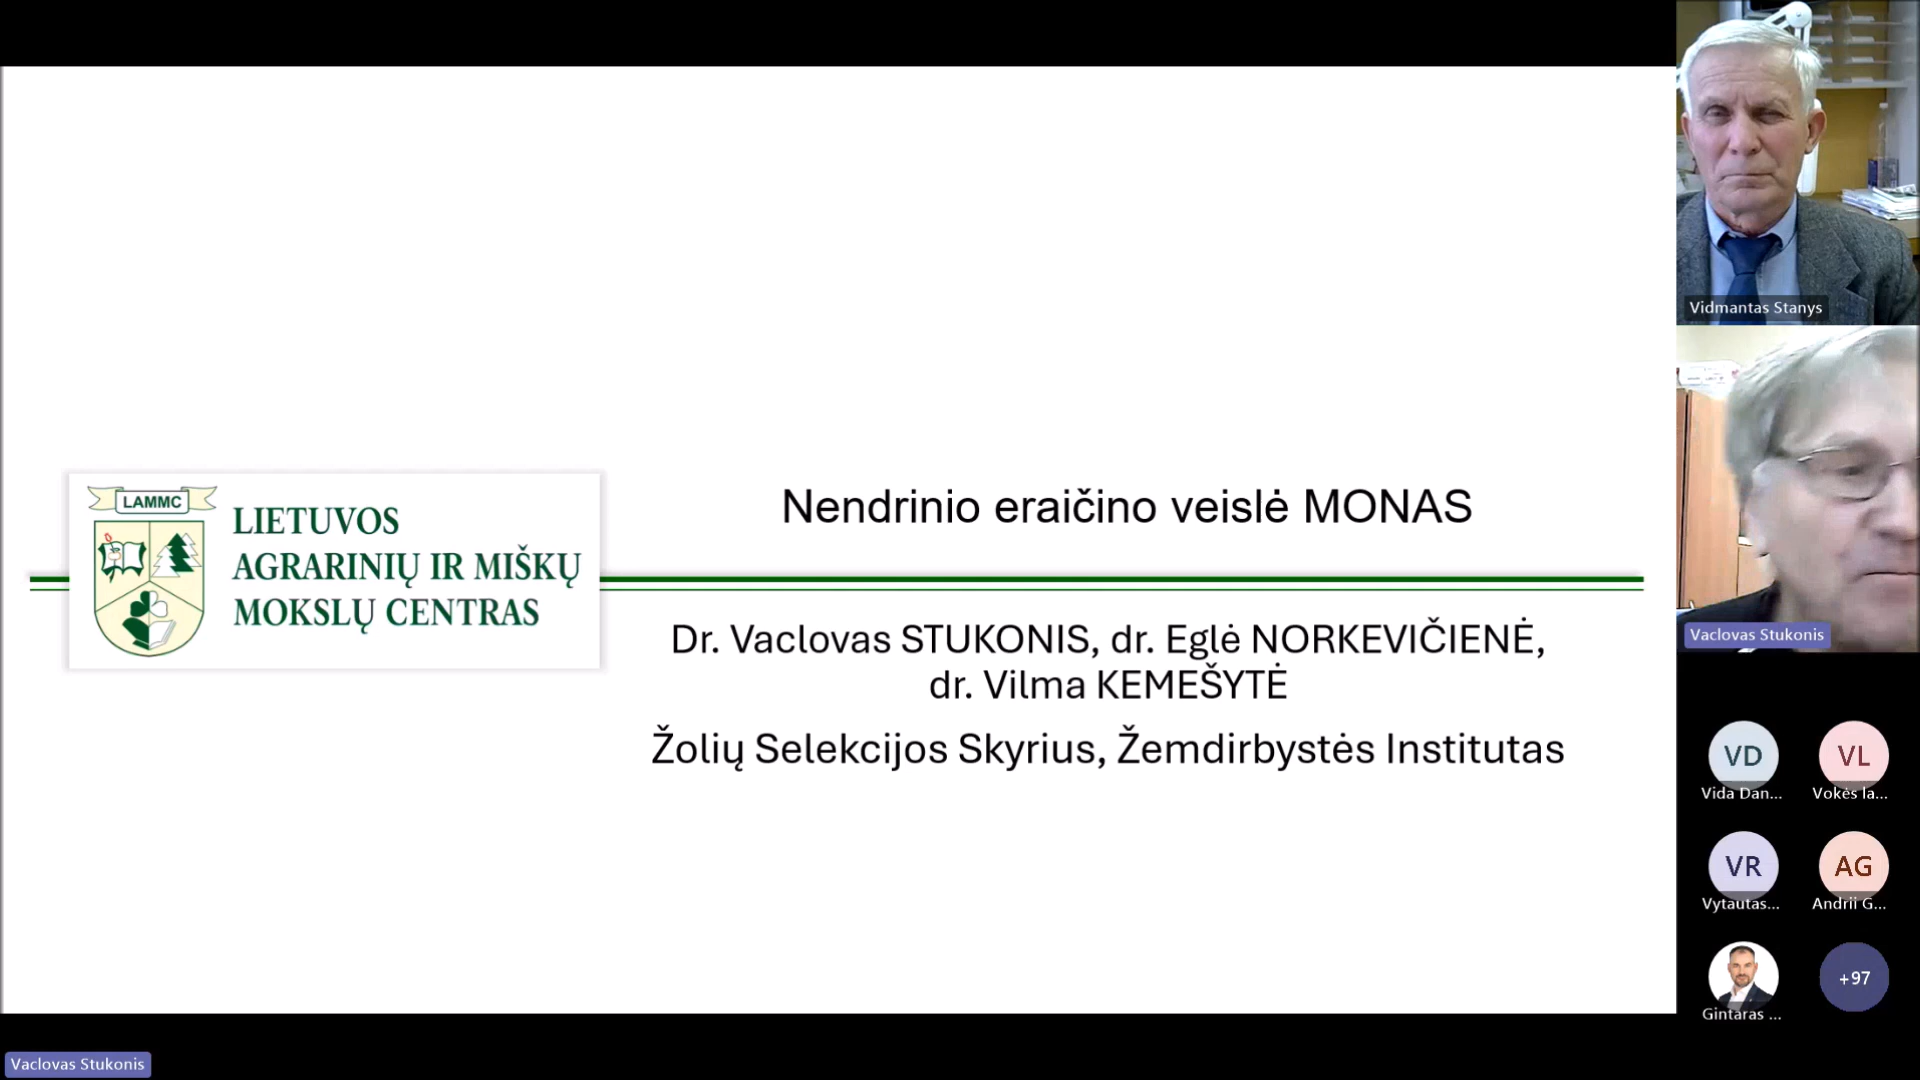 LAMMC
LIETUVOS
AGRARINIŲ IR MIŠKŲ
MOKSLŲ CENTRAS
Nendrinio eraičino veislė MONAS
Dr. Vaclovas STUKONIS, dr. Eglė NORKEVIČIENĖ,
dr. Vilma KEMEŠYTĖ
Žolių Selekcijos Skyrius, Žemdirbystės Institutas
Vidmantas Stanys
Vaclovas Stukonis
VD
Vida Dan...
VL
Vokės la...
VR
Vytautas...
AG
Andrii G...
Gintaras ...
+97
Vaclovas Stukonis